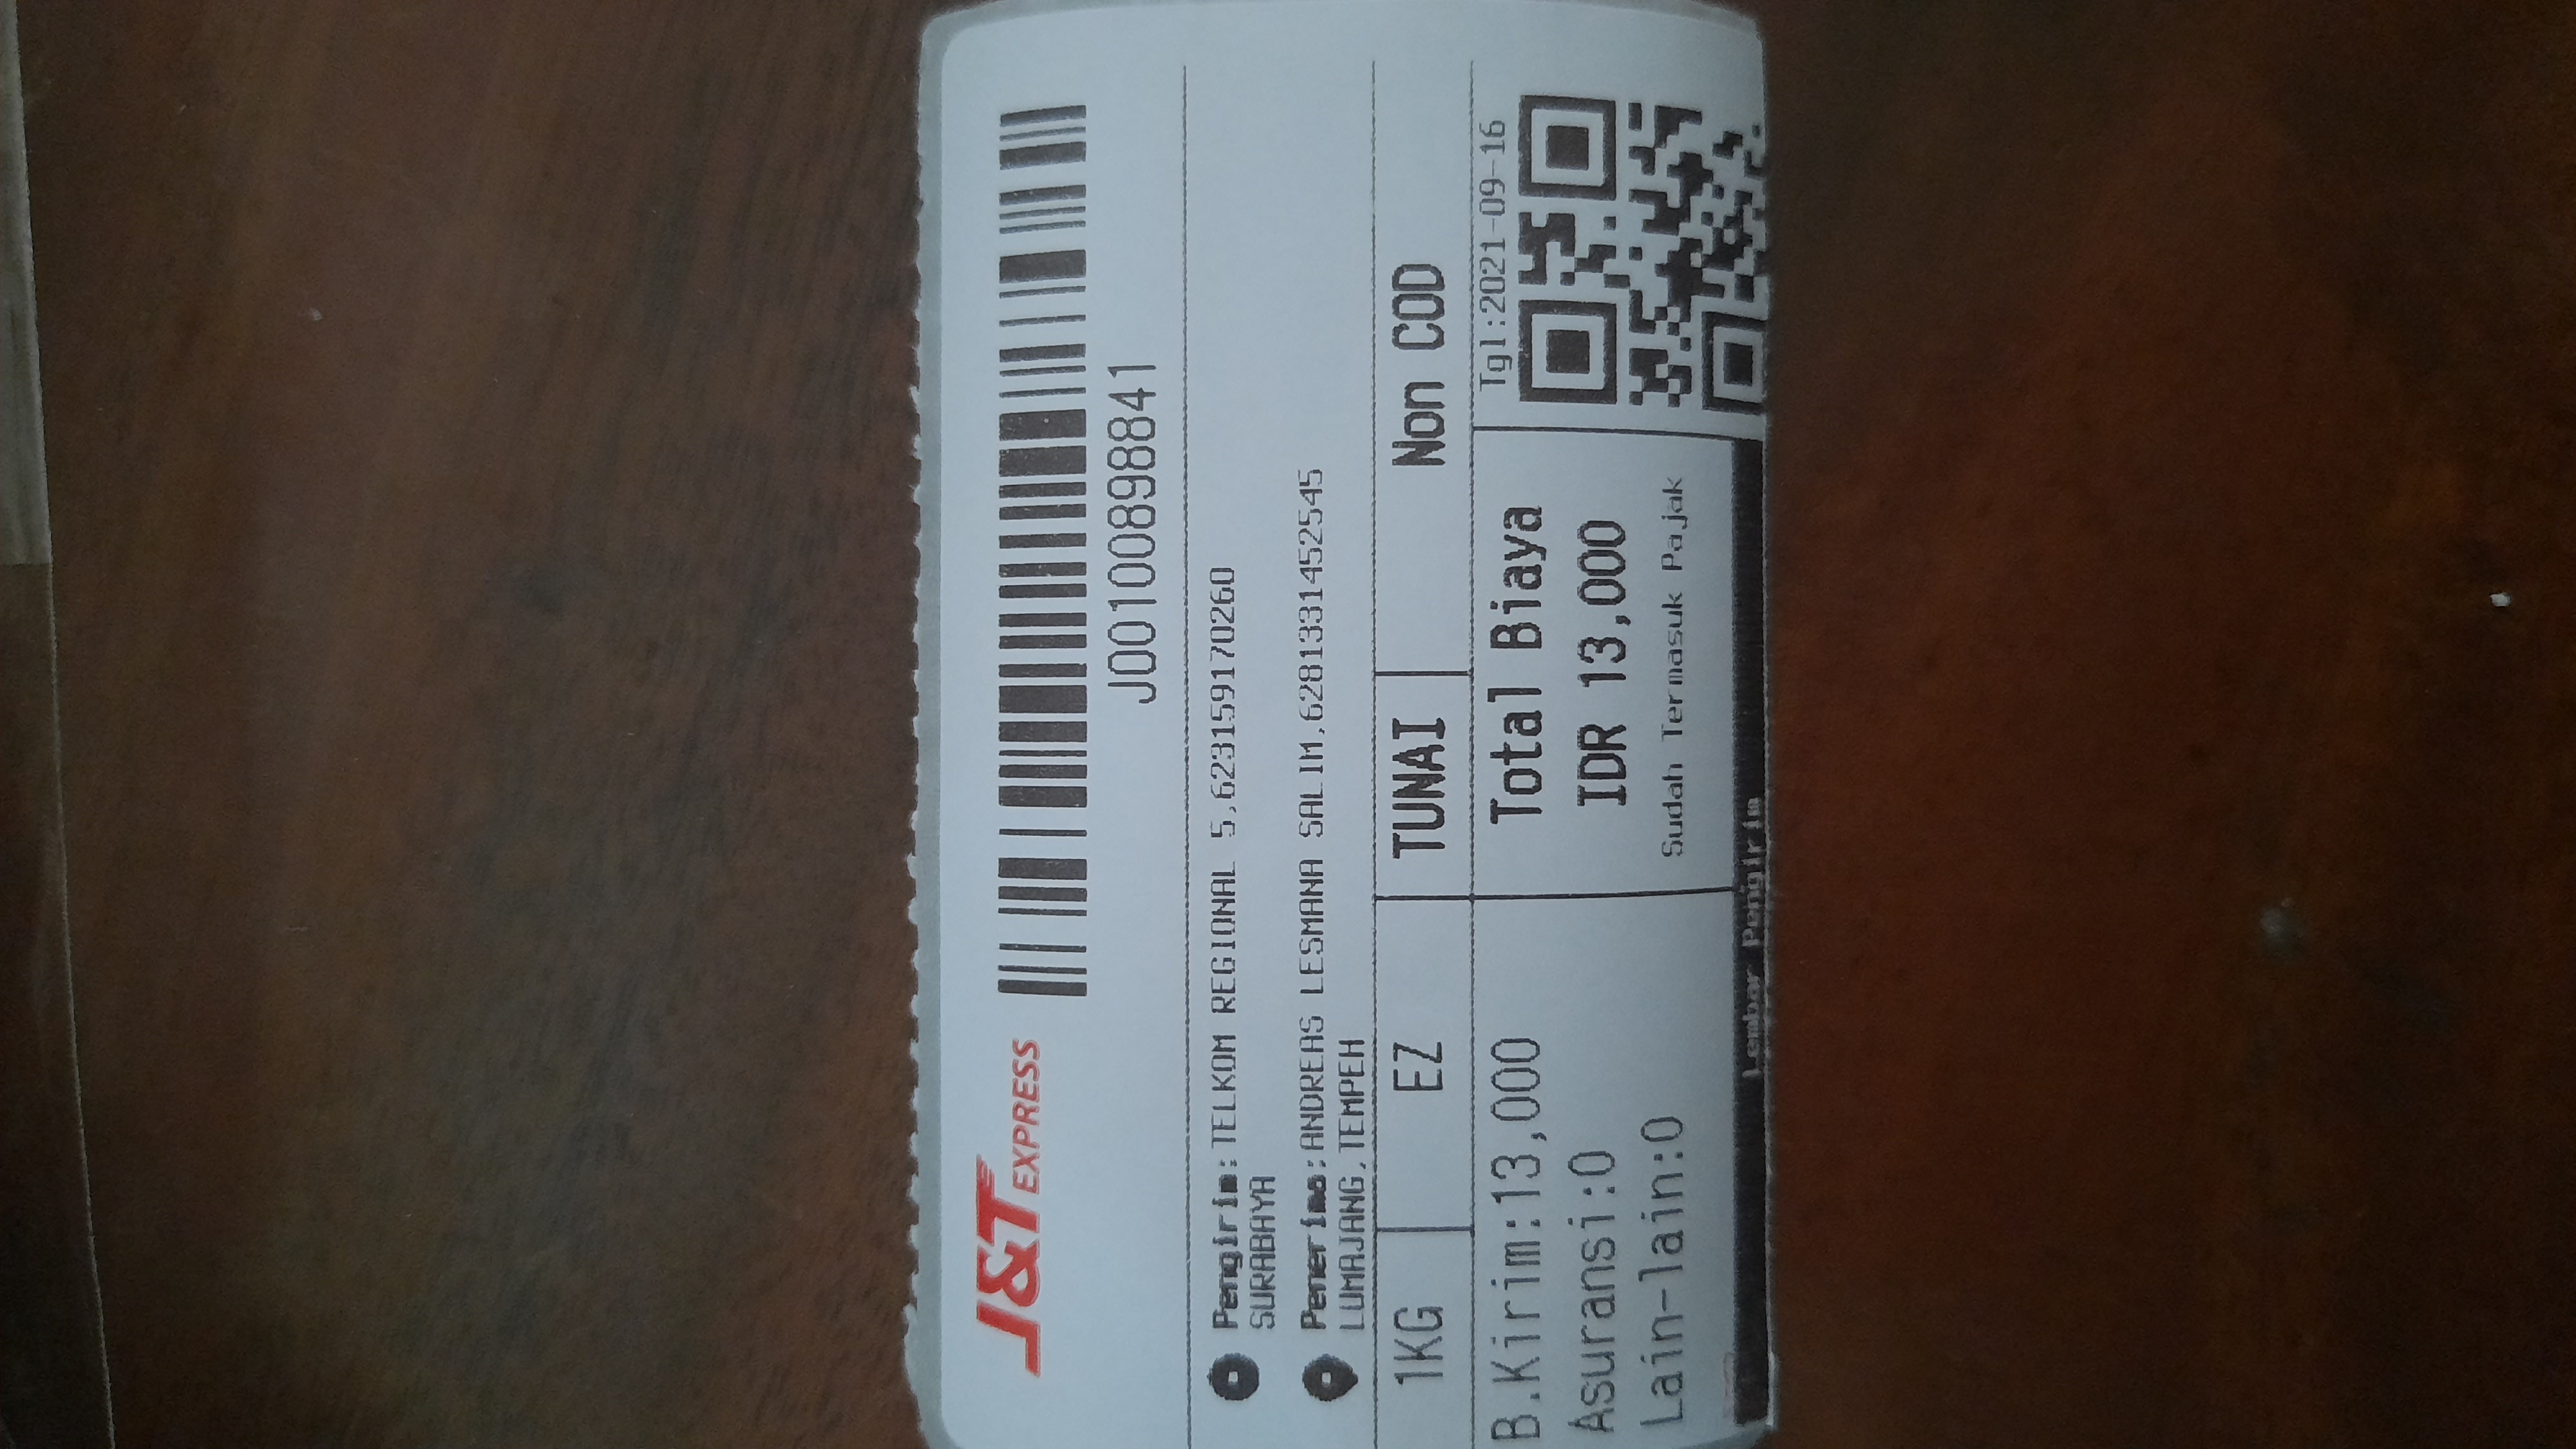 J&T EXPRESS
J00100898841
Pengirim:TELKOM REGIONAL 5,623159170260
SURABAYA
Penerima:ANDREAS LESMANA SALIM,6281331452545
LUMAJANG,TEMPEH
1KG EZ TUNAI Non COD
B.Kirim:13,000
Asuransi:0
Lain-lain:0
Total Biaya
IDR 13,000
Sudah Termasuk Pajak
Tgl:2021-09-16
Lembar Pengirim